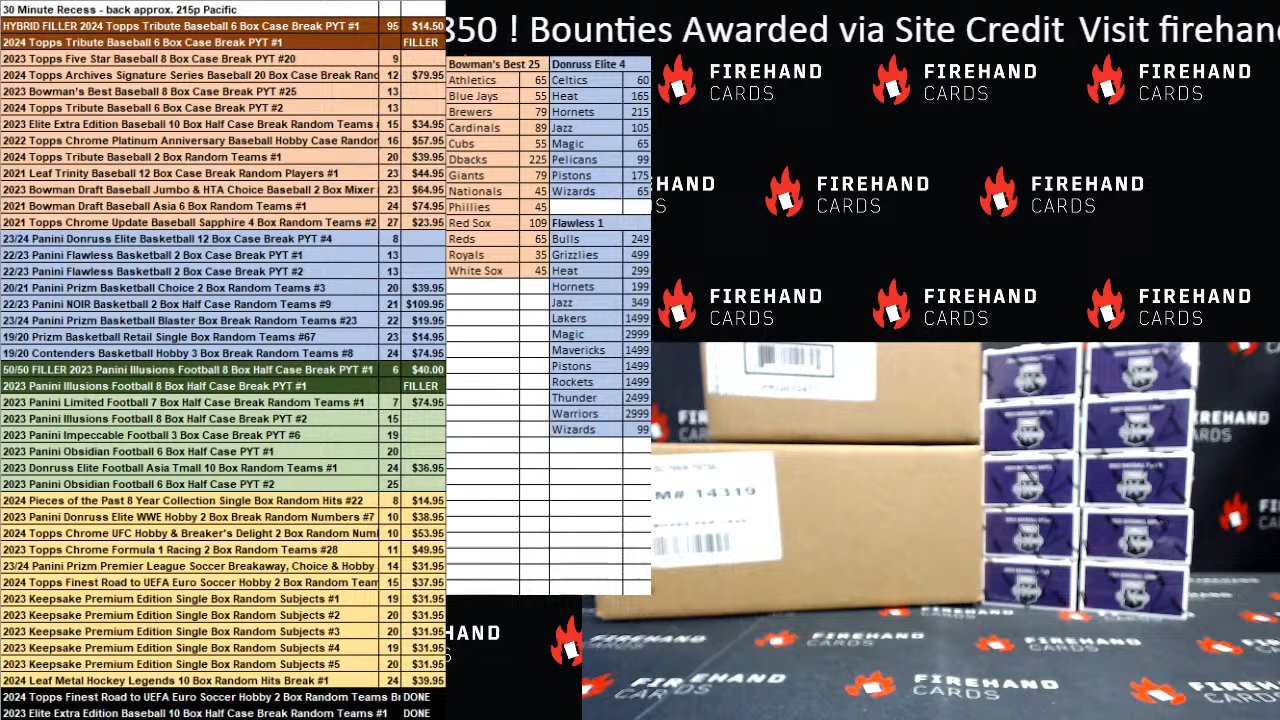 30 Minute Recess - back approx. 215p Pacific
HYBRID FILLER 2024 Topps Tribute Baseball 6 Box Case Break PYT #1 95 $14.50
2024 Topps Tribute Baseball 6 Box Case Break PYT #1 FILLER
2023 Topps Five Star Baseball 8 Box Case Break PYT #20 9
2024 Topps Archives Signature Series Baseball 20 Box Case Break Ranc 12 $79.95
2023 Bowman's Best Baseball 8 Box Case Break PYT #25 13
2024 Topps Tribute Baseball 6 Box Case Break PYT #2 13
2023 Elite Extra Edition Baseball 10 Box Half Case Break Random Teams 15 $34.95
2022 Topps Chrome Platinum Anniversary Baseball Hobby Case Random 16 $57.95
2024 Topps Tribute Baseball 2 Box Random Teams #1 20 $39.95
2021 Leaf Trinity Baseball 12 Box Case Break Random Players #1 23 $44.95
2023 Bowman Draft Baseball Jumbo & HTA Choice Baseball 2 Box Mixer 23 $64.95
2021 Bowman Draft Baseball Asia 6 Box Random Teams #1 24 $74.95
2021 Topps Chrome Update Baseball Sapphire 4 Box Random Teams #2 27 $23.95
23/24 Panini Donruss Elite Basketball 12 Box Case Break PYT #4 8
22/23 Panini Flawless Basketball 2 Box Case Break PYT #1 13
22/23 Panini Flawless Basketball 2 Box Case Break PYT #2 13
20/21 Panini Prizm Basketball Choice 2 Box Random Teams #3 20 $39.95
22/23 Panini NOIR Basketball 2 Box Half Case Random Teams #9 21 $109.95
23/24 Panini Prizm Basketball Blaster Box Break Random Teams #23 22 $19.95
19/20 Prizm Basketball Retail Single Box Random Teams #67 23 $14.95
19/20 Contenders Basketball Hobby 3 Box Break Random Teams #8 24 $74.95
50/50 FILLER 2023 Panini Illusions Football 8 Box Half Case Break PYT #1 6 $40.00
2023 Panini Illusions Football 8 Box Half Case Break PYT #1 FILLER
2023 Panini Limited Football 7 Box Half Case Break Random Teams #1 7 $74.95
2023 Panini Illusions Football 8 Box Half Case Break PYT #2 15
2023 Panini Impeccable Football 3 Box Case Break PYT #6 19
2023 Panini Obsidian Football 6 Box Case PYT #1 20
2023 Donruss Elite Football Asia Tmall 10 Box Random Teams #1 24 $36.95
2023 Panini Obsidian Football 6 Box Half Case PYT #2 25
2024 Pieces of the Past 8 Year Collection Single Box Random Hits #22 8 $14.95
2023 Panini Donruss Elite WWE Hobby 2 Box Break Random Numbers #7 10 $38.95
2024 Topps Chrome UFC Hobby & Breaker's Delight 2 Box Random Num 10 $53.95
2023 Topps Chrome Formula 1 Racing 2 Box Random Teams #28 11 $49.95
23/24 Panini Prizm Premier League Soccer Breakaway, Choice & Hobby 14 $31.95
2024 Topps Finest Road to UEFA Euro Soccer Hobby 2 Box Random Team 15 $37.95
2023 Keepsake Premium Edition Single Box Random Subjects #1 19 $31.95
2023 Keepsake Premium Edition Single Box Random Subjects #2 20 $31.95
2023 Keepsake Premium Edition Single Box Random Subjects #3 20 $31.95
2023 Keepsake Premium Edition Single Box Random Subjects #4 19 $31.95
2023 Keepsake Premium Edition Single Box Random Subjects #5 20 $31.95
2024 Leaf Metal Hockey Legends 10 Box Random Hits Break #1 24 $39.95
2024 Topps Finest Road to UEFA Euro Soccer Hobby 2 Box Random Teams Br DONE
2023 Elite Extra Edition Baseball 10 Box Half Case Break Random Teams #1 DONE
350 ! Bounties Awarded via Site Credit Visit firehand
Bowman's Best 25
Athletics 65
Blue Jays 55
Brewers 79
Cardinals 89
Cubs 55
Dbacks 225
Giants 79
Nationals 45
Phillies 45
Red Sox 109
Reds 65
Royals 35
White Sox 45
Donruss Elite 4
Celtics 60
Heat 165
Hornets 215
Jazz 105
Magic 65
Pelicans 99
Pistons 175
Wizards 65
Flawless 1
Bulls 249
Grizzlies 499
Heat 299
Hornets 199
Jazz 349
Lakers 1499
Magic 2999
Mavericks 1499
Pistons 1499
Rockets 1499
Thunder 2499
Warriors 2999
Wizards 99
FIREHAND CARDS
FIREHAND CARDS
FIREHAND CARDS
HAND
FIREHAND CARDS
FIREHAND CARDS
FIREHAND CARDS
FIREHAND CARDS
FIREHAND CARDS
M# 14319
HAND
FIREHAND CARDS
FIREHAND CARDS
FIREHAND CARDS
FIREHAND CARDS